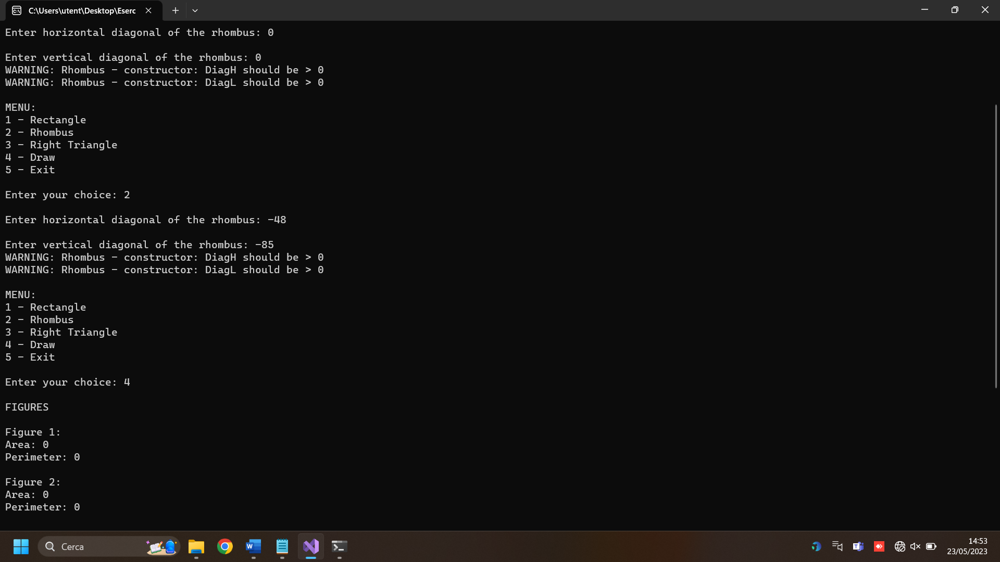 C:\Users\utent\Desktop\Eserc
Enter horizontal diagonal of the rhombus: 0
Enter vertical diagonal of the rhombus: 0
WARNING: Rhombus - constructor: DiagH should be > 0
WARNING: Rhombus - constructor: DiagL should be > 0
MENU:
1 - Rectangle
2 - Rhombus
3 - Right Triangle
4 - Draw
5 - Exit
Enter your choice: 2
Enter horizontal diagonal of the rhombus: -48
Enter vertical diagonal of the rhombus: -85
WARNING: Rhombus - constructor: DiagH should be > 0
WARNING: Rhombus - constructor: DiagL should be > 0
MENU:
1 - Rectangle
2 - Rhombus
3 - Right Triangle
4 - Draw
5 - Exit
Enter your choice: 4
FIGURES
Figure 1:
Area: 0
Perimeter: 0
Figure 2:
Area: 0
Perimeter: 0
Cerca
14:53
23/05/2023